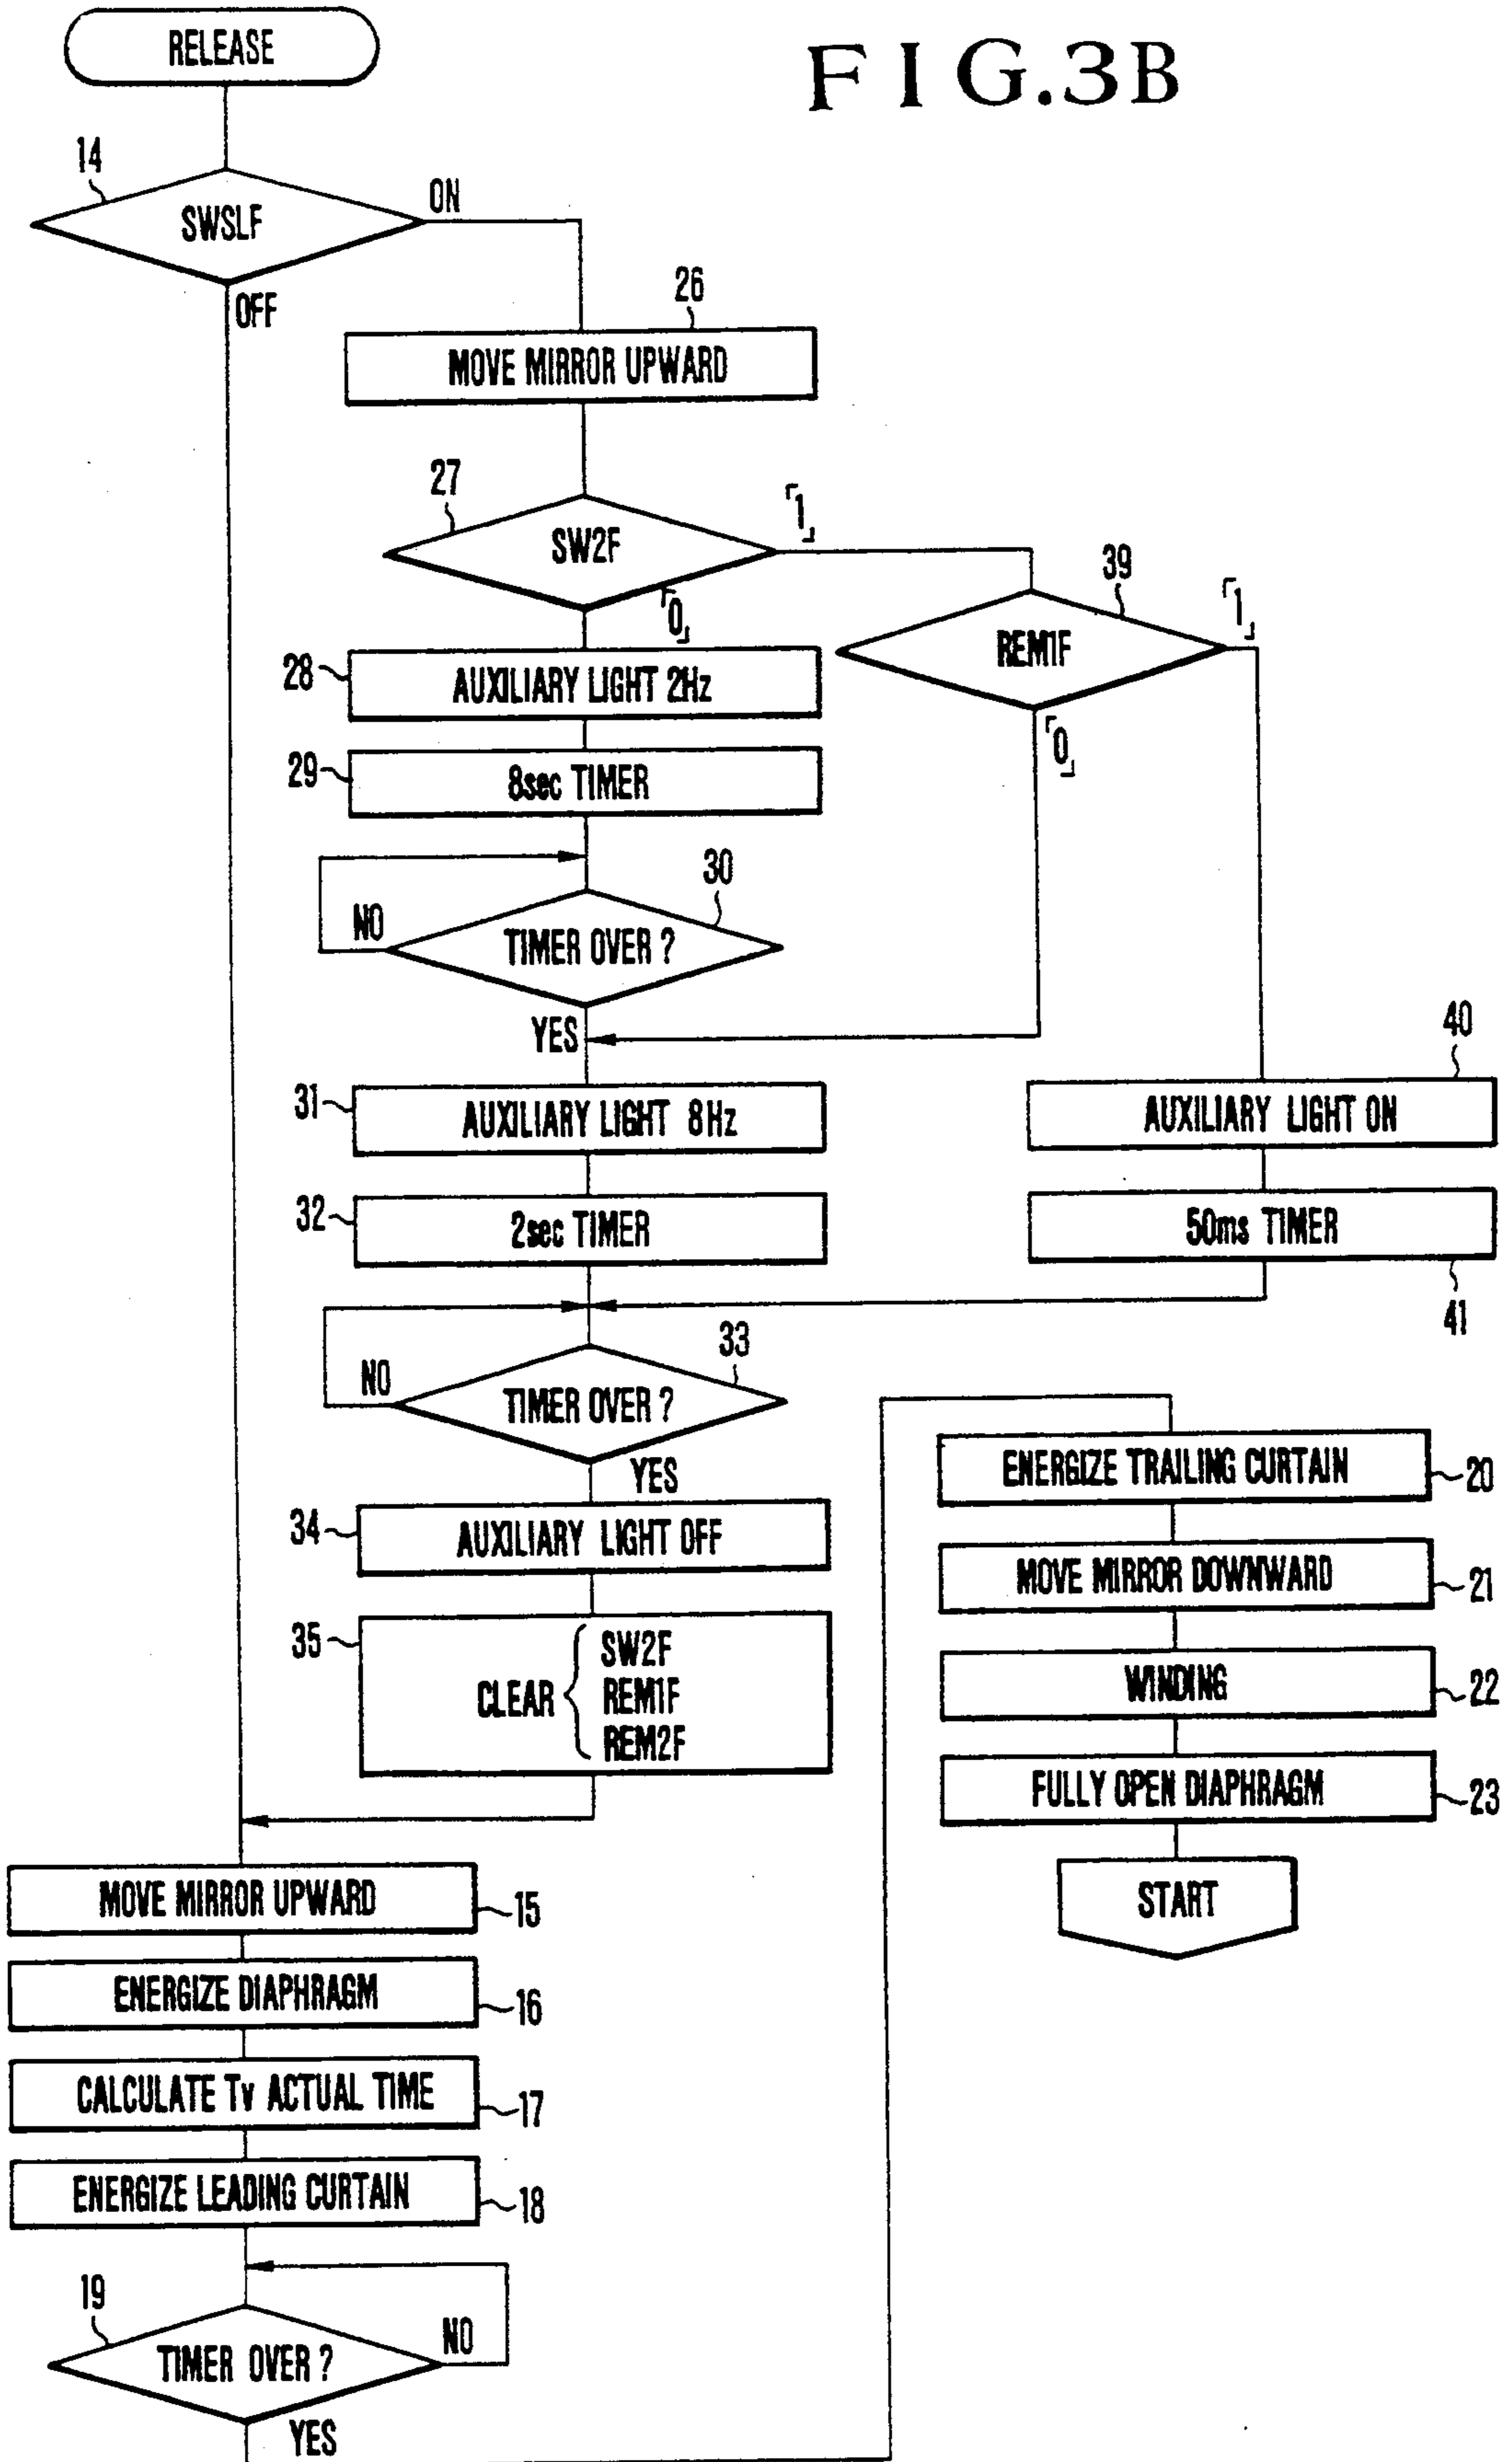 FIG.3B
RELEASE
14
SWSLF
ON
OFF
26
MOVE MIRROR UPWARD
27
SW2F
「1」
「0」
39
REM1F
「1」
「0」
28
AUXILIARY LIGHT 2Hz
29
8sec TIMER
30
NO
TIMER OVER ?
YES
31
AUXILIARY LIGHT 8Hz
40
AUXILIARY LIGHT ON
32
2sec TIMER
50ms TIMER
41
33
NO
TIMER OVER ?
YES
34
AUXILIARY LIGHT OFF
35
CLEAR
SW2F
REM1F
REM2F
MOVE MIRROR UPWARD
15
ENERGIZE DIAPHRAGM
16
CALCULATE Tv ACTUAL TIME
17
ENERGIZE LEADING CURTAIN
18
19
TIMER OVER ?
NO
YES
ENERGIZE TRAILING CURTAIN
20
MOVE MIRROR DOWNWARD
21
WINDING
22
FULLY OPEN DIAPHRAGM
23
START